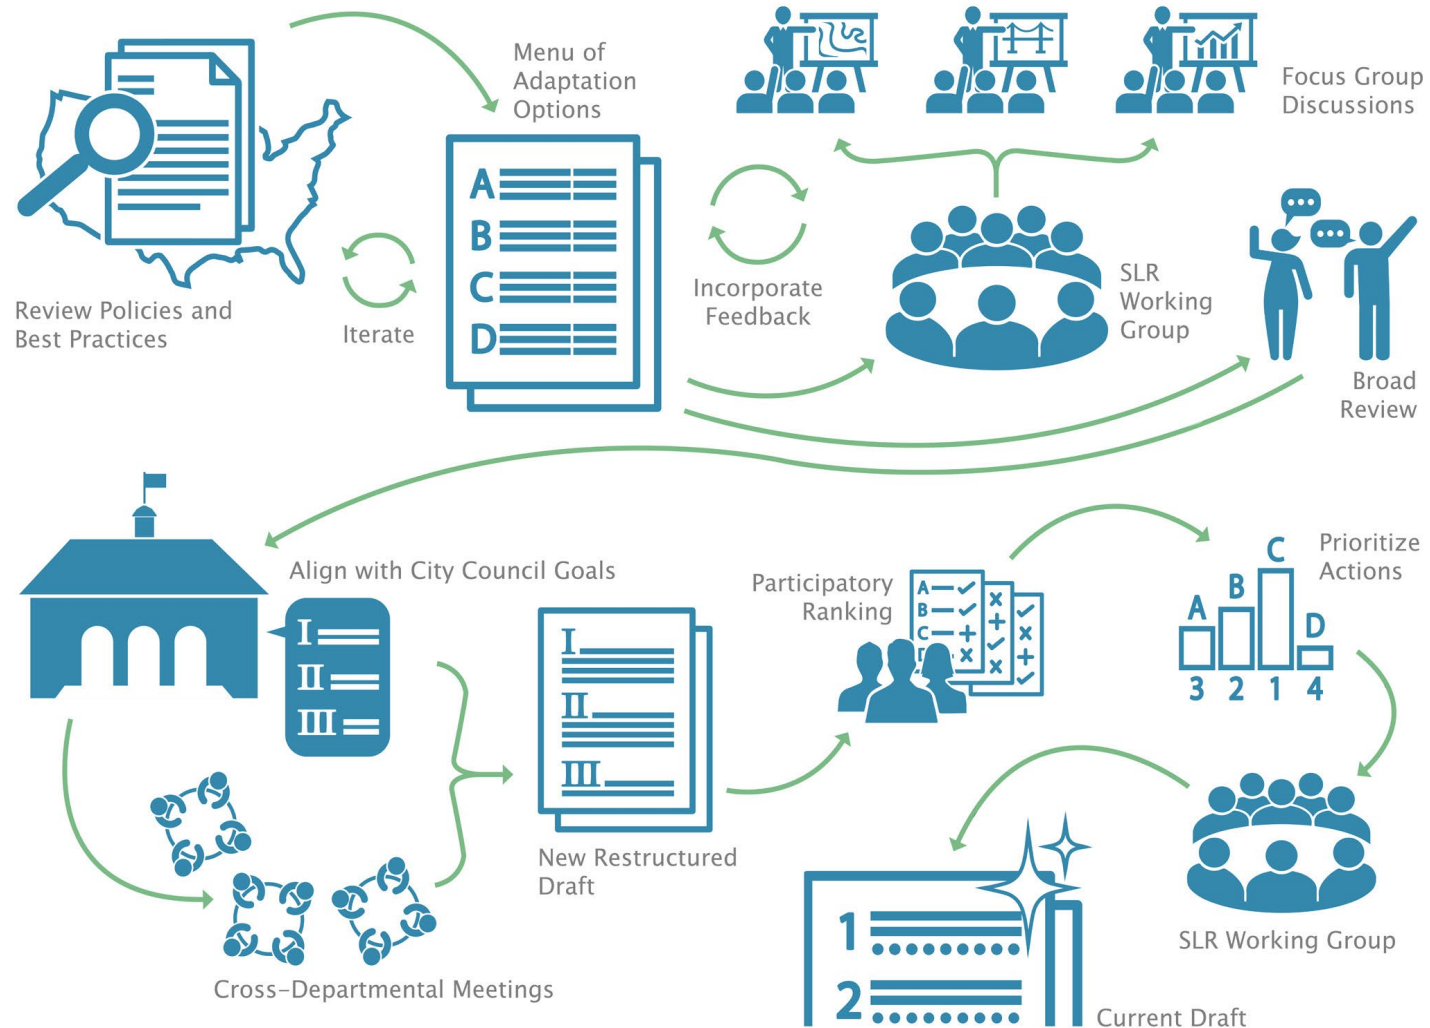 Menu of
Adaptation
Options
A
B
C
D
Focus Group
Discussions
Review Policies and
Best Practices
Iterate
Incorporate
Feedback
SLR
Working
Group
Broad
Review
Align with City Council Goals
I
II
III
Cross-Departmental Meetings
I
II
III
New Restructured
Draft
Participatory
Ranking
A
B
C
D
Prioritize
Actions
A
B
C
D
3 2 1 4
SLR Working Group
1
2
Current Draft